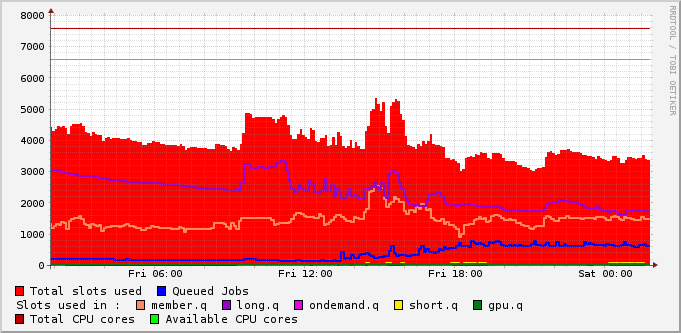 8000
7000
6000
5000
4000
3000
2000
1000
0
Fri 06:00 Fri 12:00 Fri 18:00 Sat 00:00
Total slots used Queued Jobs
Slots used in : member.q long.q ondemand.q short.q gpu.q
Total CPU cores Available CPU cores
RRDTOOL / TOBI OETIKER